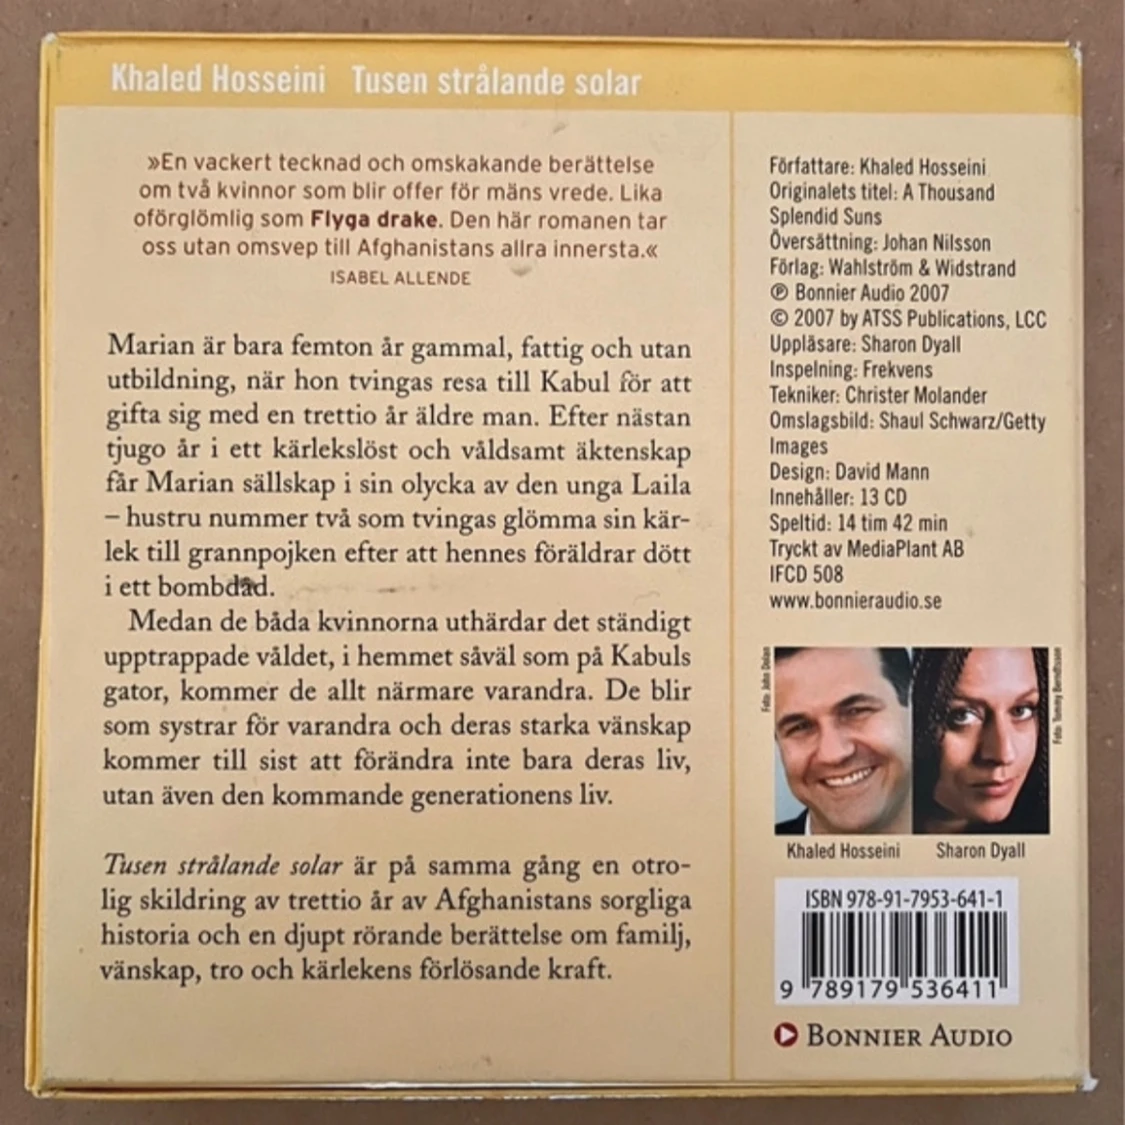 Khaled Hosseini Tusen strålande solar
»En vackert tecknad och omskakande berättelse
om två kvinnor som blir offer för mäns vrede. Lika
oförglömlig som Flyga drake. Den här romanen tar
oss utan omsvep till Afghanistans allra innersta.«
ISABEL ALLENDE
Marian är bara femton år gammal, fattig och utan
utbildning, när hon tvingas resa till Kabul för att
gifta sig med en trettio år äldre man. Efter nästan
tjugo år i ett kärlekslöst och våldsamt äktenskap
får Marian sällskap i sin olycka av den unga Laila
– hustru nummer två som tvingas glömma sin kär-
lek till grannpojken efter att hennes föräldrar dött
i ett bombdåd.
Medan de båda kvinnorna uthärdar det ständigt
upptrappade våldet, i hemmet såväl som på Kabuls
gator, kommer de allt närmare varandra. De blir
som systrar för varandra och deras starka vänskap
kommer till sist att förändra inte bara deras liv,
utan även den kommande generationens liv.
Tusen strålande solar är på samma gång en otro-
lig skildring av trettio år av Afghanistans sorgliga
historia och en djupt rörande berättelse om familj,
vänskap, tro och kärlekens förlösande kraft.
Författare: Khaled Hosseini
Originalets titel: A Thousand
Splendid Suns
Översättning: Johan Nilsson
Förlag: Wahlström & Widstrand
℗ Bonnier Audio 2007
© 2007 by ATSS Publications, LCC
Uppläsare: Sharon Dyall
Inspelning: Frekvens
Tekniker: Christer Molander
Omslagsbild: Shaul Schwarz/Getty
Images
Design: David Mann
Innehåller: 13 CD
Speltid: 14 tim 42 min
Tryckt av MediaPlant AB
IFCD 508
www.bonnieraudio.se
Foto: John Dolan
Foto: Tommy Berndtsson
Khaled Hosseini Sharon Dyall
ISBN 978-91-7953-641-1
9 789179 536411
BONNIER AUDIO